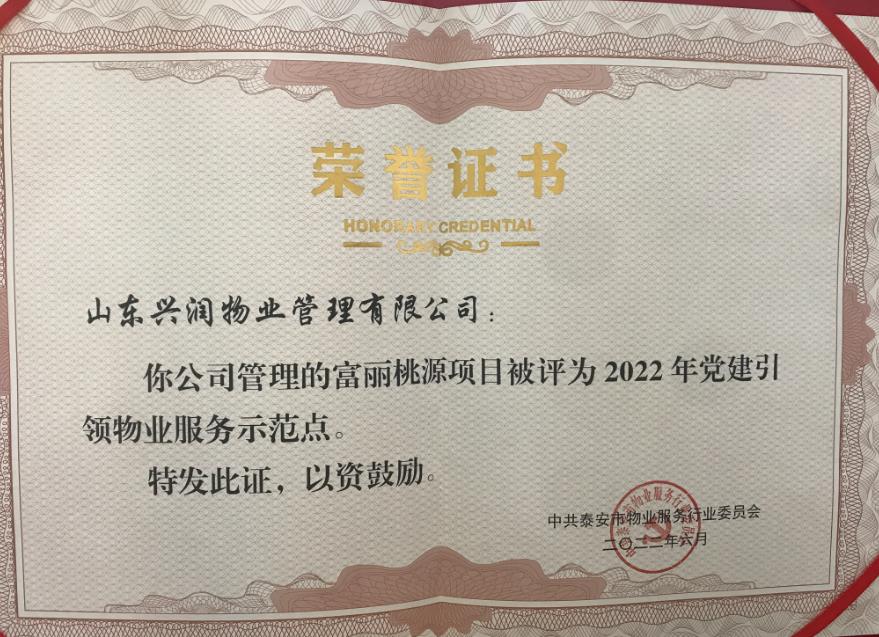 荣誉证书
HONORARY CREDENTIAL
山东兴润物业管理有限公司：
你公司管理的富丽桃源项目被评为2022年党建引
领物业服务示范点。
特发此证，以资鼓励。
中共泰安市物业服务行业委员会
二〇二二年六月